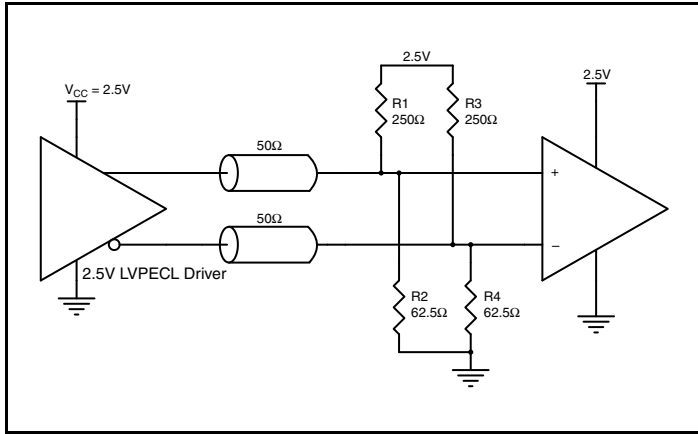 2.5V
2.5V
V_CC = 2.5V
R1
250Ω
R3
250Ω
50Ω
+
50Ω
−
2.5V LVPECL Driver
R2
62.5Ω
R4
62.5Ω